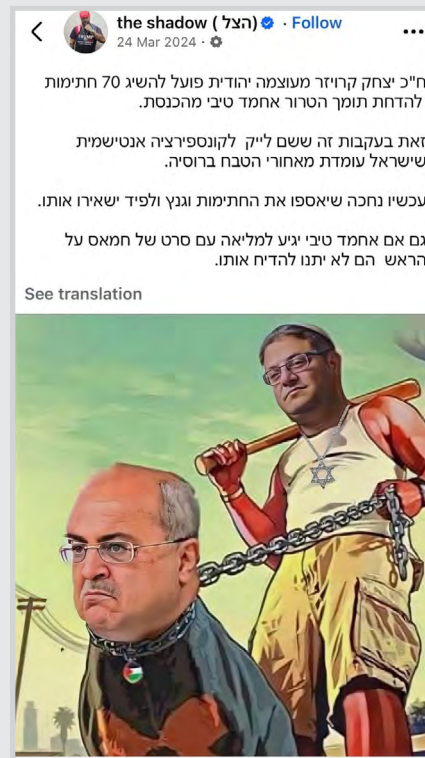 the shadow ( הצל) · Follow
24 Mar 2024 ·
ח"כ יצחק קרויזר מעוצמה יהודית פועל להשיג 70 חתימות
להדחת תומך הטרור אחמד טיבי מהכנסת.
זאת בעקבות זה ששם לייק לקונספירציה אנטישמית
שישראל עומדת מאחורי הטבח ברוסיה.
עכשיו נחכה שיאספו את החתימות וגנץ ולפיד ישאירו אותו.
גם אם אחמד טיבי יגיע למליאה עם סרט של חמאס על
הראש הם לא יתנו להדיח אותו.
See translation